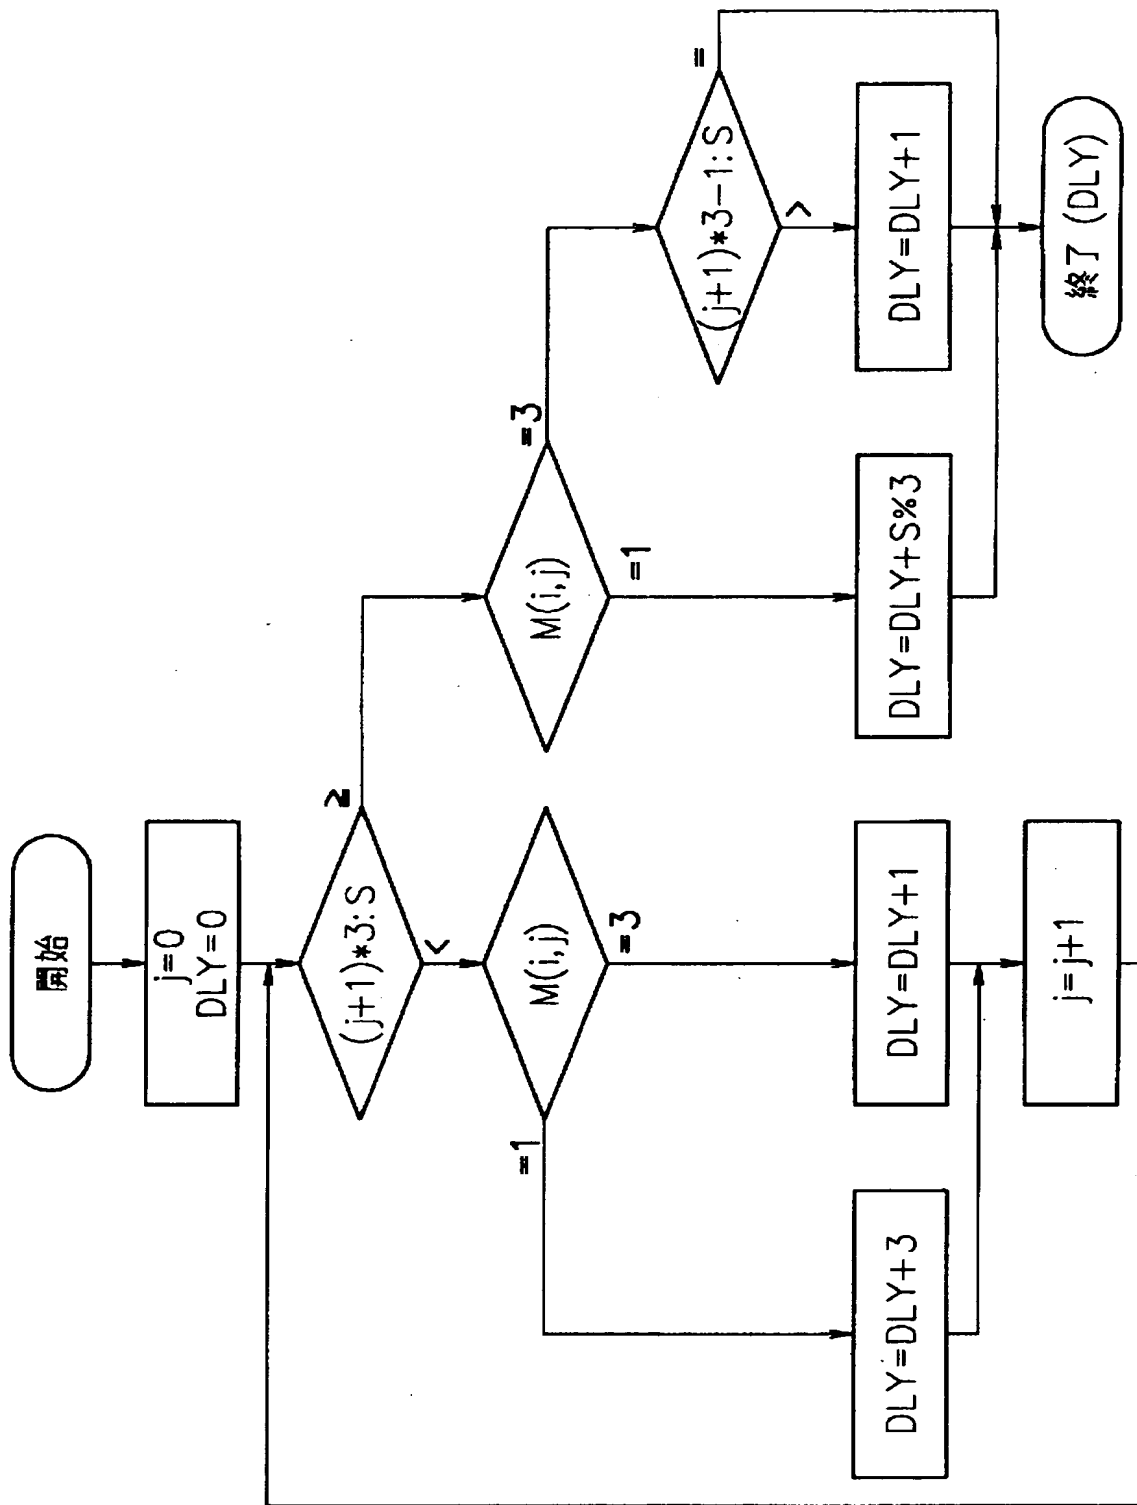 開始
j=0
DLY=0
(j+1)*3:S
≥
<
M(i,j)
=1
=3
M(i,j)
=3
=1
(j+1)*3-1:S
=
>
DLY=DLY+3
DLY=DLY+1
DLY=DLY+S%3
DLY=DLY+1
j=j+1
終了 (DLY)